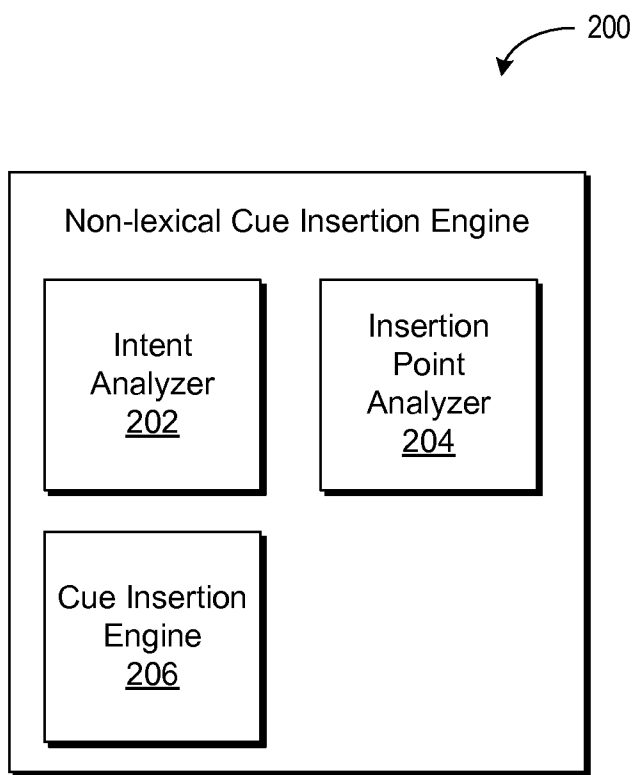 200
Non-lexical Cue Insertion Engine
Intent
Analyzer
202
Insertion
Point
Analyzer
204
Cue Insertion
Engine
206